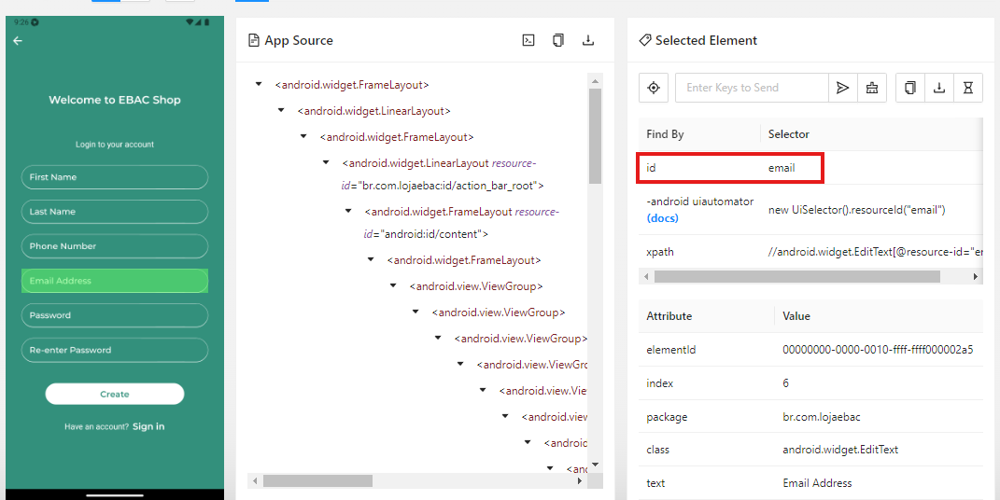 9:26
Welcome to EBAC Shop
Login to your account
First Name
Last Name
Phone Number
Email Address
Password
Re-enter Password
Create
Have an account? Sign in
App Source
<android.widget.FrameLayout>
<android.widget.LinearLayout>
<android.widget.FrameLayout>
<android.widget.LinearLayout resource-
id="br.com.lojaebac:id/action_bar_root">
<android.widget.FrameLayout resource-
id="android:id/content">
<android.widget.FrameLayout>
<android.view.ViewGroup>
<android.view.ViewGroup>
<android.view.ViewGroup>
<android.view.ViewGro
<android.view.Vie
<android.view
<android
<and
Selected Element
Enter Keys to Send
Find By Selector
id email
-android uiautomator
(docs)
new UiSelector().resourceId("email")
xpath //android.widget.EditText[@resource-id="em
Attribute Value
elementId 00000000-0000-0010-ffff-ffff000002a5
index 6
package br.com.lojaebac
class android.widget.EditText
text Email Address